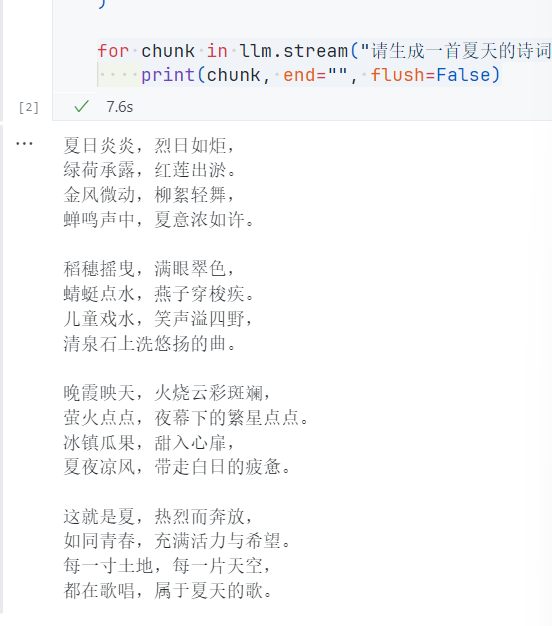 )
for chunk in llm.stream("请生成一首夏天的诗词
print(chunk, end="", flush=False)
[2] ✓ 7.6s
... 夏日炎炎，烈日如炬，
绿荷承露，红莲出淤。
金风微动，柳絮轻舞，
蝉鸣声中，夏意浓如许。
稻穗摇曳，满眼翠色，
蜻蜓点水，燕子穿梭疾。
儿童戏水，笑声溢四野，
清泉石上洗悠扬的曲。
晚霞映天，火烧云彩斑斓，
萤火点点，夜幕下的繁星点点。
冰镇瓜果，甜入心扉，
夏夜凉风，带走白日的疲惫。
这就是夏，热烈而奔放，
如同青春，充满活力与希望。
每一寸土地，每一片天空，
都在歌唱，属于夏天的歌。